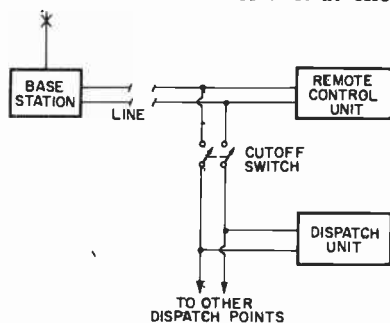 BASE
STATION
LINE
REMOTE
CONTROL
UNIT
CUTOFF
SWITCH
DISPATCH
UNIT
TO OTHER
DISPATCH POINTS